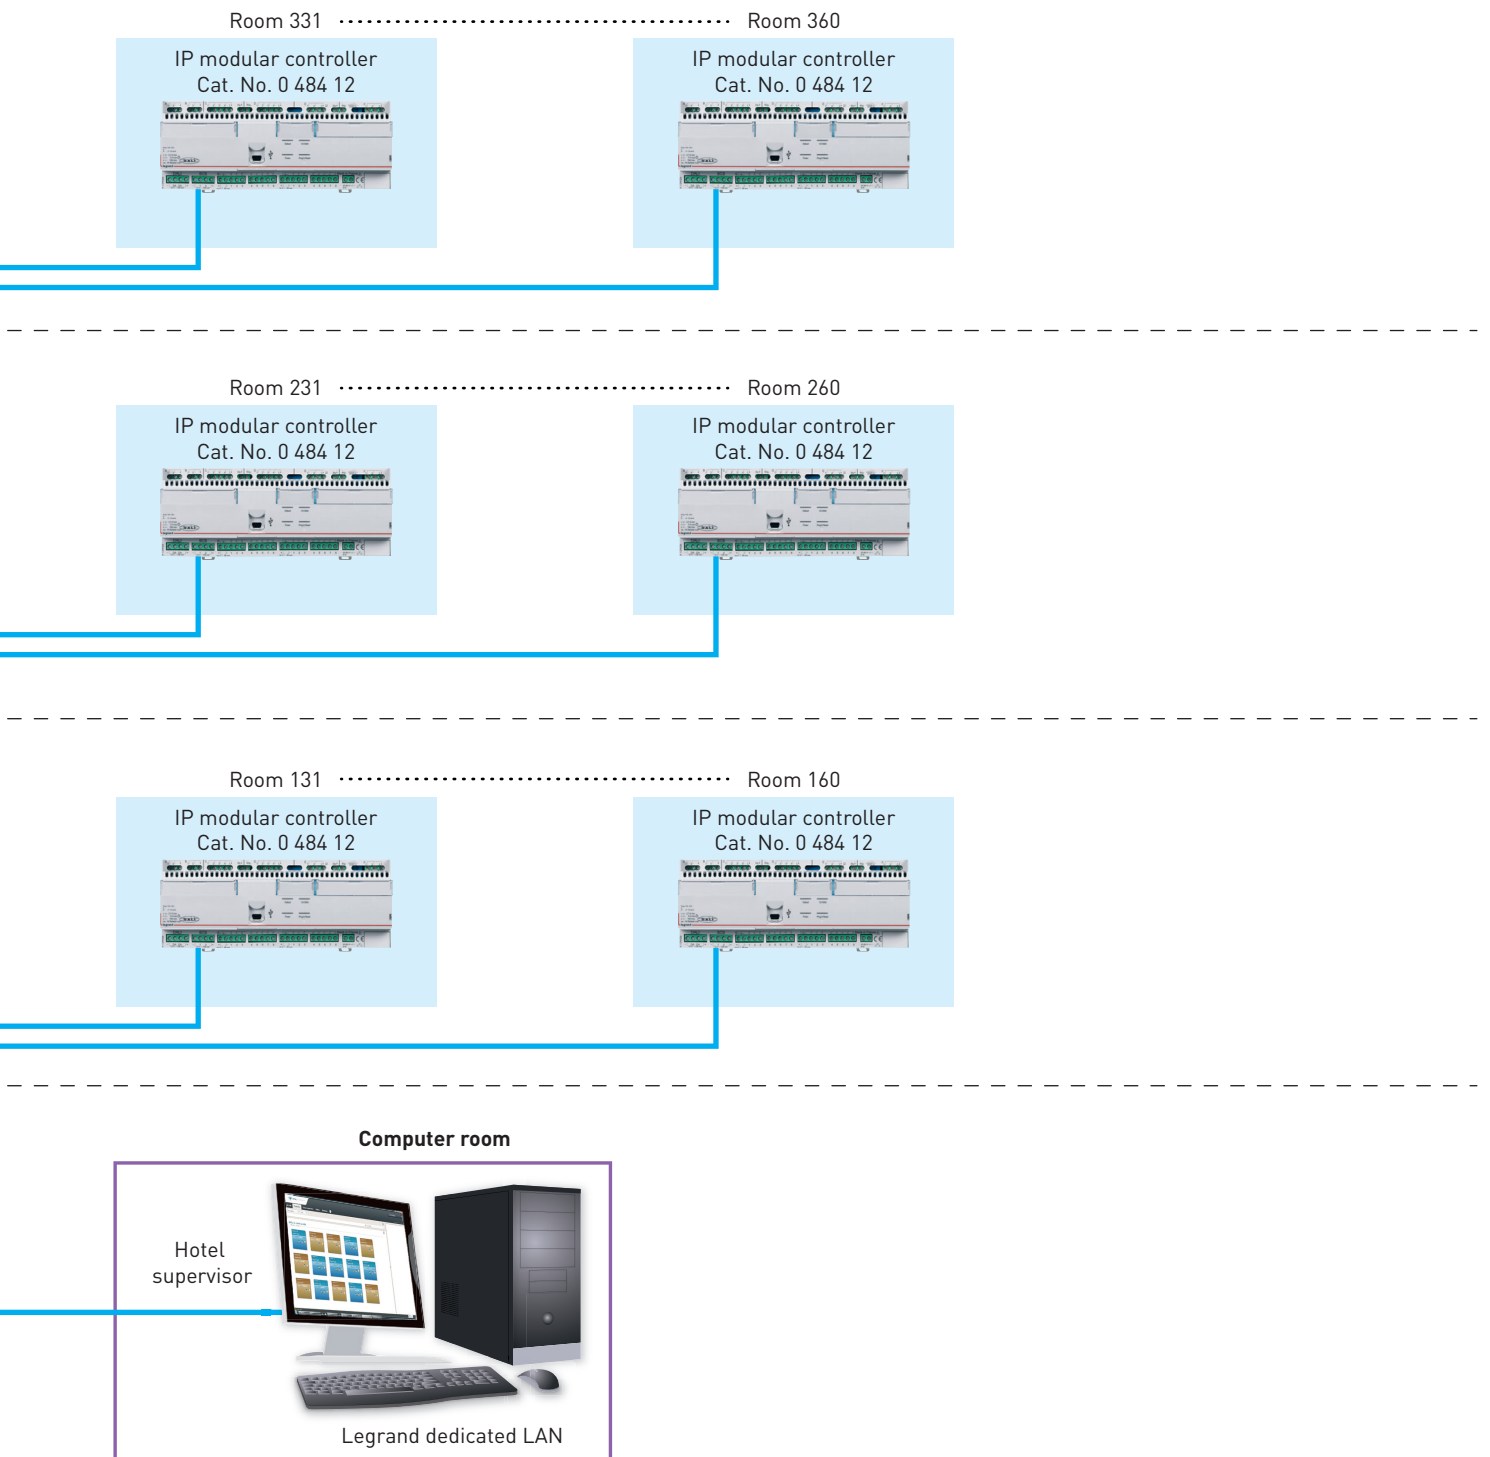 Room 331 Room 360
IP modular controller
Cat. No. 0 484 12
IP modular controller
Cat. No. 0 484 12
Room 231 Room 260
IP modular controller
Cat. No. 0 484 12
IP modular controller
Cat. No. 0 484 12
Room 131 Room 160
IP modular controller
Cat. No. 0 484 12
IP modular controller
Cat. No. 0 484 12
Computer room
Hotel
supervisor
Legrand dedicated LAN